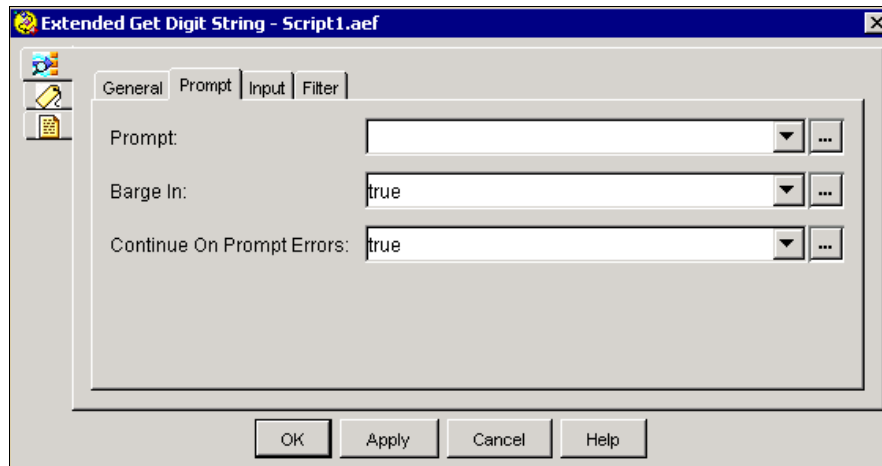 Extended Get Digit String - Script1.aef
General Prompt Input Filter
Prompt: ...
Barge In: true ...
Continue On Prompt Errors: true ...
OK Apply Cancel Help